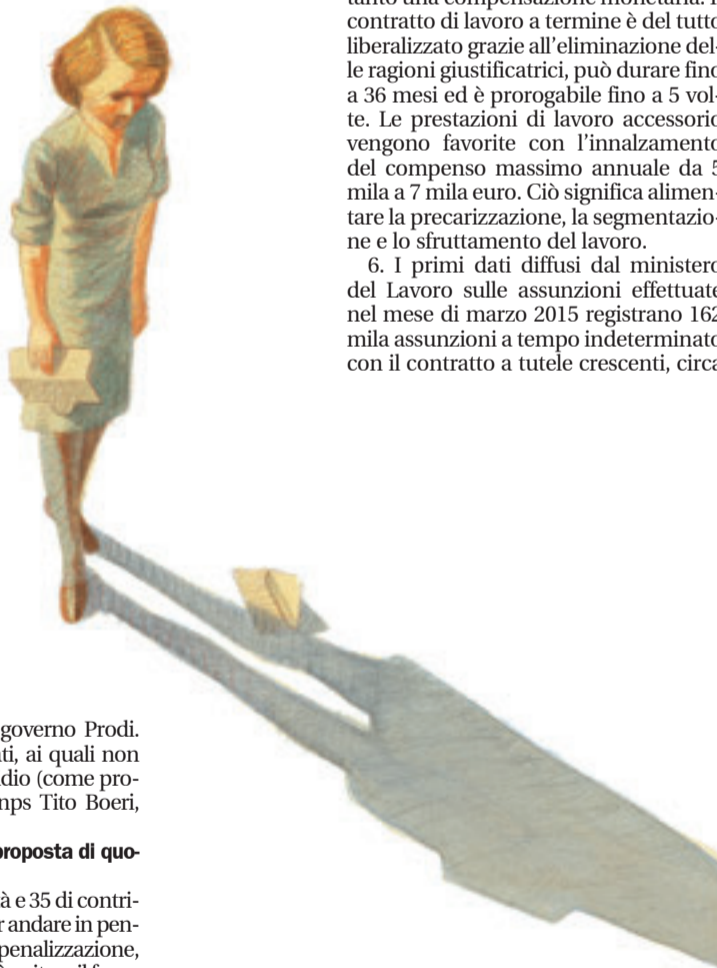 governo Prodi.
ti, ai quali non
dio (come pro-
nps Tito Boeri,
proposta di quo-
à e 35 di contri-
r andare in pen-
penalizzazione,
tanto una compensazione monetaria. I
contratto di lavoro a termine è del tutto
liberalizzato grazie all'eliminazione del-
le ragioni giustificatrici, può durare fino
a 36 mesi ed è prorogabile fino a 5 vol-
te. Le prestazioni di lavoro accessorio
vengono favorite con l'innalzamento
del compenso massimo annuale da 5
mila a 7 mila euro. Ciò significa alimen-
tare la precarizzazione, la segmentazio-
ne e lo sfruttamento del lavoro.
6. I primi dati diffusi dal ministero
del Lavoro sulle assunzioni effettuate
nel mese di marzo 2015 registrano 162
mila assunzioni a tempo indeterminato
con il contratto a tutele crescenti, circa